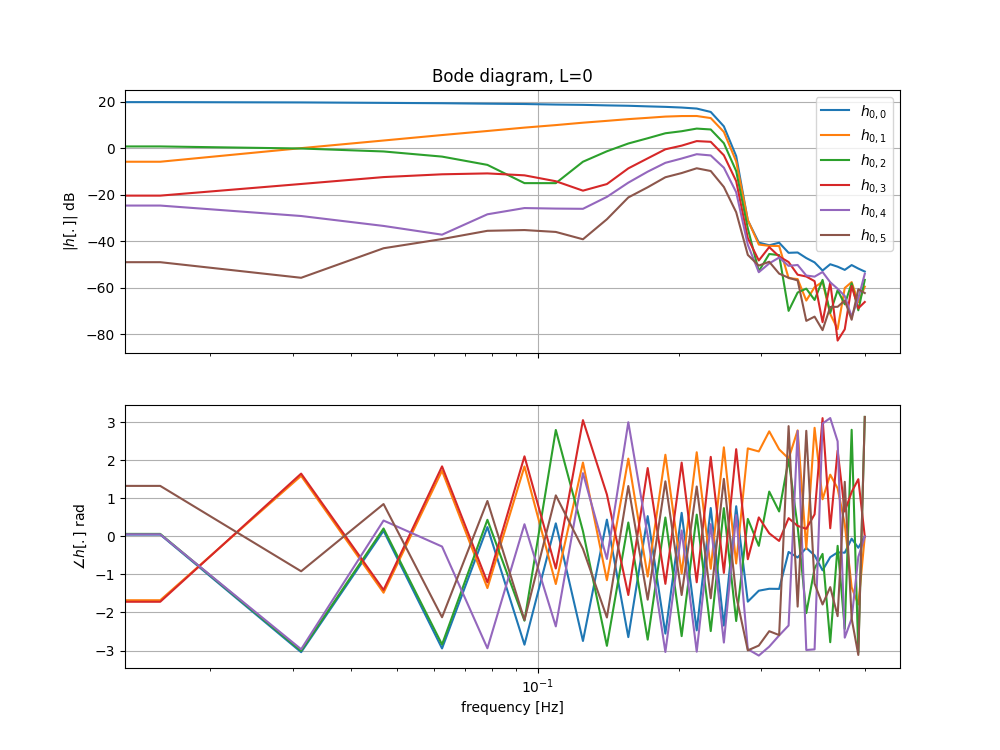 Bode diagram, L=0
|h[.]| dB
20
0
−20
−40
−60
−80
h0,0
h0,1
h0,2
h0,3
h0,4
h0,5
∠h[.] rad
3
2
1
0
−1
−2
−3
10−1
frequency [Hz]